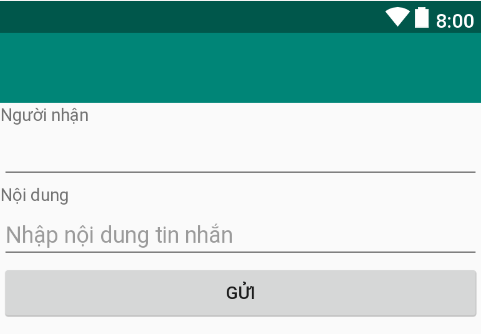 8:00
Người nhận
Nội dung
Nhập nội dung tin nhắn
GỬI